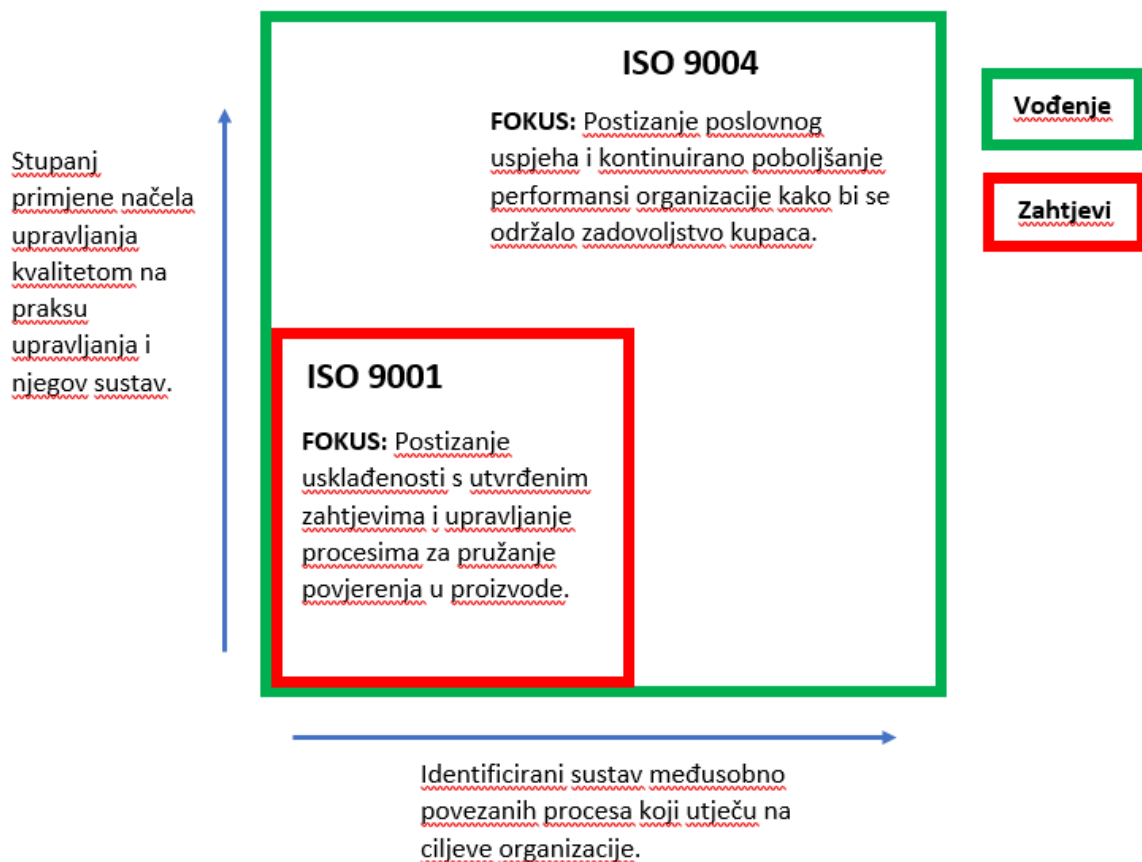 ISO 9004
FOKUS: Postizanje poslovnog
uspjeha i kontinuirano poboljšanje
performansi organizacije kako bi se
održalo zadovoljstvo kupaca.
Vođenje
Zahtjevi
Stupanj
primjene načela
upravljanja
kvalitetom na
praksu
upravljanja i
njegov sustav.
ISO 9001
FOKUS: Postizanje
usklađenosti s utvrđenim
zahtjevima i upravljanje
procesima za pružanje
povjerenja u proizvode.
Identificirani sustav međusobno
povezanih procesa koji utječu na
ciljeve organizacije.